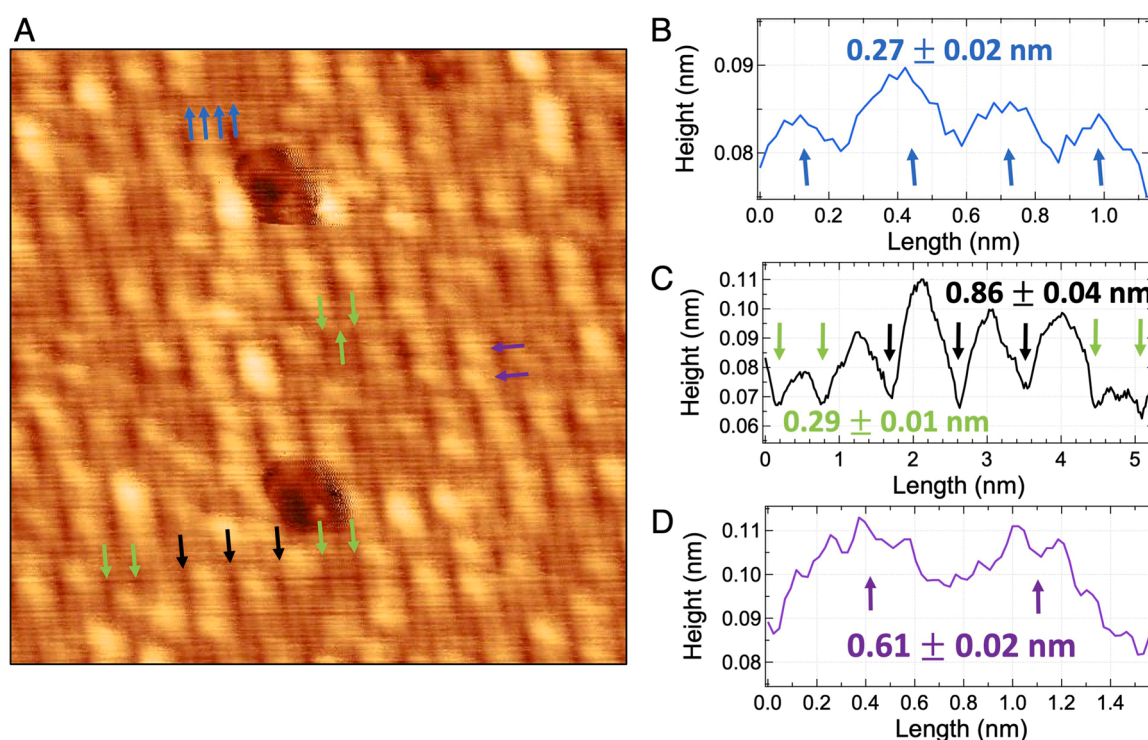 A
B
0.27 ± 0.02 nm
Height (nm)
0.09
0.08
0.0 0.2 0.4 0.6 0.8 1.0
Length (nm)
C
0.86 ± 0.04 nm
Height (nm)
0.11
0.10
0.09
0.08
0.07
0.06
0.29 ± 0.01 nm
0 1 2 3 4 5
Length (nm)
D
Height (nm)
0.11
0.10
0.09
0.08
0.61 ± 0.02 nm
0.0 0.2 0.4 0.6 0.8 1.0 1.2 1.4
Length (nm)